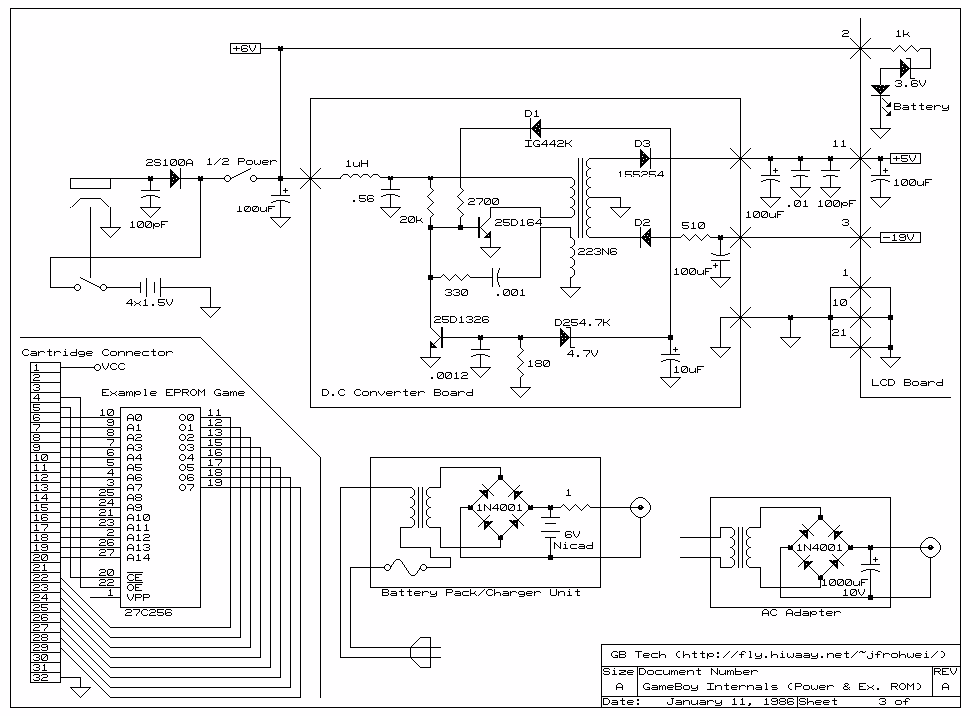 +6V
2
1k
3.6V
Battery
D1
IG442K
D3
155254
11
+5V
2S100A
1/2 Power
1uH
.56
100pF
100uF
20k
2700
25D164
223N6
D2
510
100uF
.01
100pF
100uF
3
-19V
100uF
330
.001
4x1.5V
1
10
21
25D1326
D254.7K
4.7V
.0012
180
10uF
D.C Converter Board
LCD Board
Cartridge Connector
1
VCC
2
3
4
5
6
7
8
9
10
11
12
13
14
15
16
17
18
19
20
21
22
23
24
25
26
27
28
29
30
31
32
Example EPROM Game
10 A0 O0 11
9 A1 O1 12
8 A2 O2 13
7 A3 O3 15
6 A4 O4 16
5 A5 O5 17
4 A6 O6 18
3 A7 O7 19
25 A8
24 A9
21 A10
23 A11
2 A12
26 A13
27 A14
20 CE
22 OE
1 VPP
27C256
1N4001
1
6V
Nicad
Battery Pack/Charger Unit
1N4001
1000uF
10V
AC Adapter
GB Tech (http://fly.hiwaay.net/~jfrohwei/)
Size Document Number REV
A GameBoy Internals (Power & Ex. ROM) A
Date: January 11, 1986 Sheet 3 of